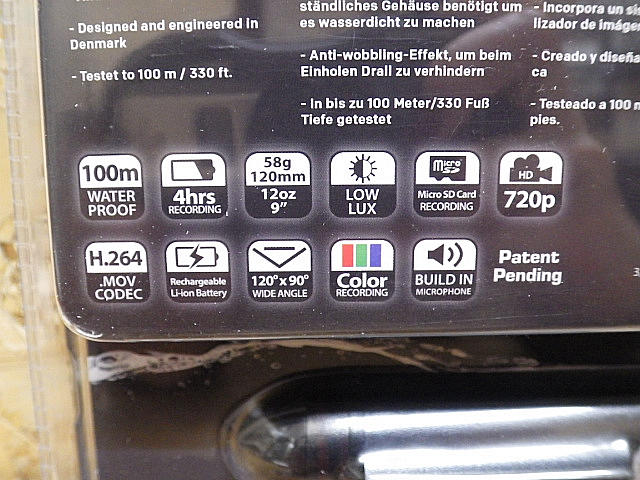 - Designed and engineered in
Denmark
- Testet to 100 m / 330 ft.
ständliches Gehäuse benötigt um
es wasserdicht zu machen
- Anti-wobbling-Effekt, um beim
Einholen Drall zu verhindern
- In bis zu 100 Meter/330 Fuß
Tiefe getestet
- Incorpora un
lizador de
- Creado y
ca
- Testeado a 100
pies.
100m
WATER
PROOF
4hrs
RECORDING
58g
120mm
12oz
9"
LOW
LUX
Micro
SD
Micro SD Card
RECORDING
HD
720p
H.264
.MOV
CODEC
Rechargeable
Li-ion Battery
120° x 90°
WIDE ANGLE
Color
RECORDING
BUILD IN
MICROPHONE
Patent
Pending